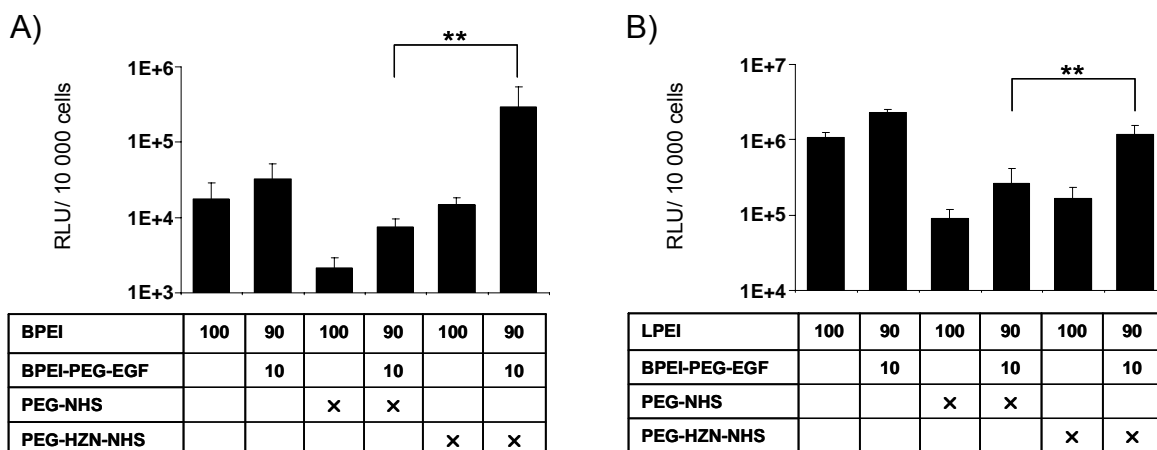 A)
**
1E+6
1E+5
1E+4
1E+3
RLU/ 10 000 cells
BPEI 100 90 100 90 100 90
BPEI-PEG-EGF 10 10 10
PEG-NHS × ×
PEG-HZN-NHS × ×
B)
**
1E+7
1E+6
1E+5
1E+4
RLU/ 10 000 cells
LPEI 100 90 100 90 100 90
BPEI-PEG-EGF 10 10 10
PEG-NHS × ×
PEG-HZN-NHS × ×